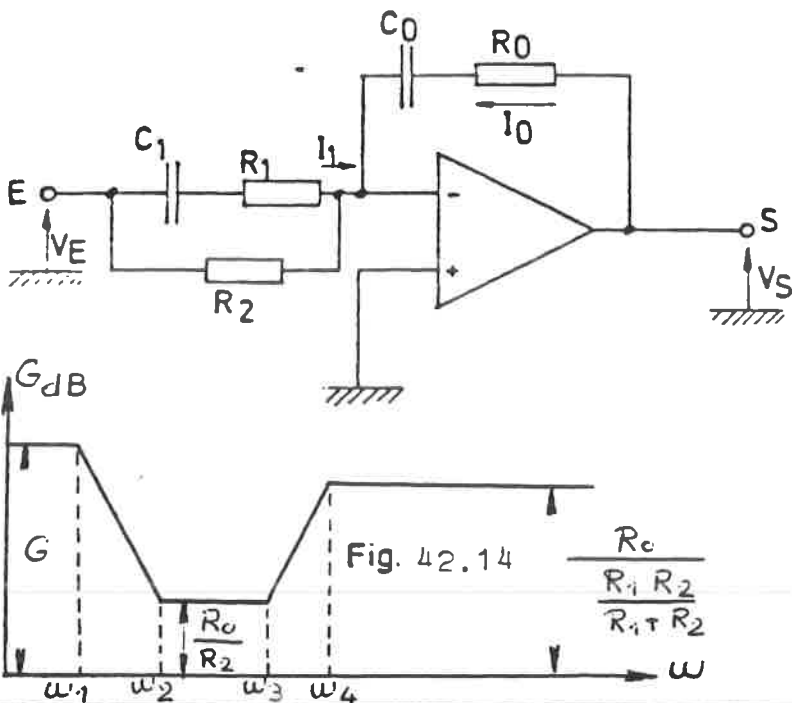 C0 R0
I0
C1 R1 I1
E S
- +
VE R2 VS
GdB
G Fig. 42.14
R0
R2
R0
R1 R2
R1 + R2
ω1 ω2 ω3 ω4 ω